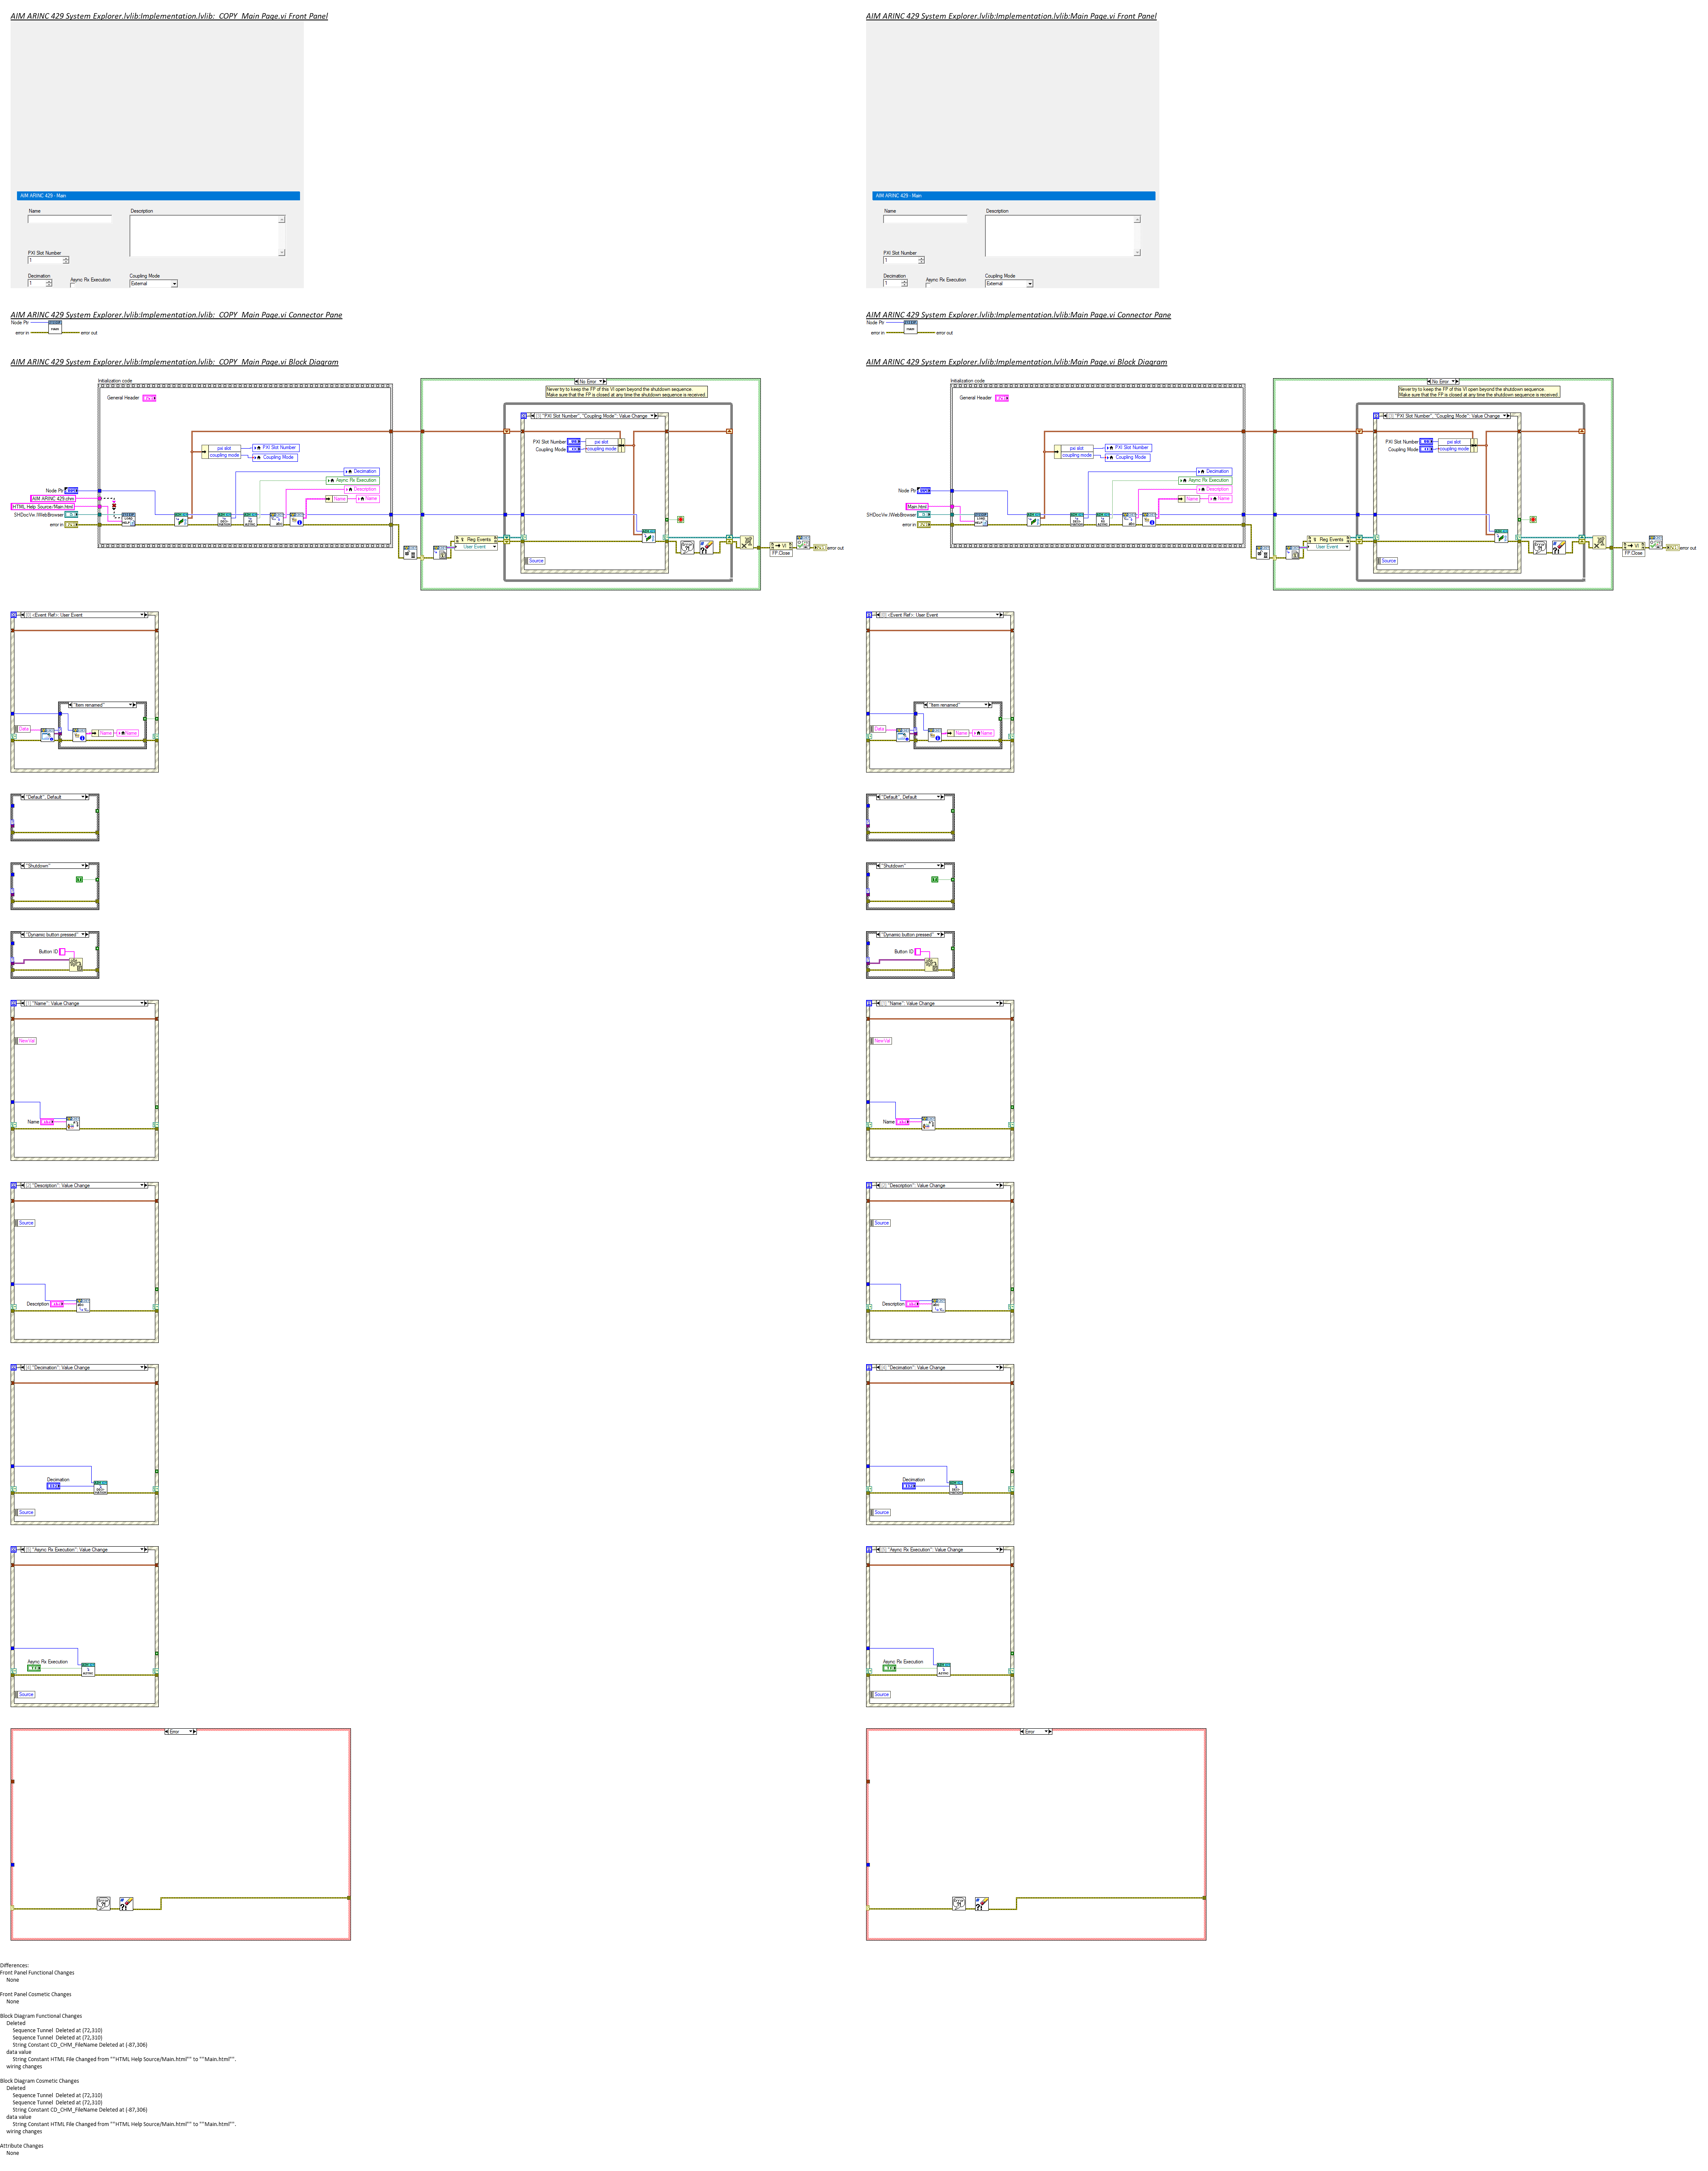 AIM ARINC 429 System Explorer.lvlib:Implementation.lvlib:_COPY_Main Page.vi Front Panel
AIM ARINC 429 - Main
Name
Description
PXI Slot Number
1
Decimation
1
Async Rx Execution
Coupling Mode
External
AIM ARINC 429 System Explorer.lvlib:Implementation.lvlib:_COPY_Main Page.vi Connector Pane
Node Ptr
error in
error out
AIM ARINC 429 System Explorer.lvlib:Implementation.lvlib:_COPY_Main Page.vi Block Diagram
Initialization code
General Header
pxi slot
coupling mode
PXI Slot Number
Coupling Mode
Decimation
Async Rx Execution
Description
Name
Name
Node Ptr
AIM ARINC 429.chm
HTML Help Source/Main.html
SHDocVw.IWebBrowser
error in
No Error
Never try to keep the FP of this VI open beyond the shutdown sequence.
Make sure that the FP is closed at any time the shutdown sequence is received.
"PXI Slot Number", "Coupling Mode": Value Change
PXI Slot Number
Coupling Mode
pxi slot
coupling mode
Reg Events
User Event
Source
VI
FP.Close
error out
<Event Ref>: User Event
"Item renamed"
Data
Name
Name
"Default", Default
"Shutdown"
"Dynamic button pressed"
Button ID
"Name": Value Change
NewVal
Name
"Description": Value Change
Source
Description
"Decimation": Value Change
Decimation
Source
"Async Rx Execution": Value Change
Async Rx Execution
Source
Error
AIM ARINC 429 System Explorer.lvlib:Implementation.lvlib:Main Page.vi Front Panel
AIM ARINC 429 - Main
Name
Description
PXI Slot Number
1
Decimation
1
Async Rx Execution
Coupling Mode
External
AIM ARINC 429 System Explorer.lvlib:Implementation.lvlib:Main Page.vi Connector Pane
Node Ptr
error in
error out
AIM ARINC 429 System Explorer.lvlib:Implementation.lvlib:Main Page.vi Block Diagram
Initialization code
General Header
pxi slot
coupling mode
PXI Slot Number
Coupling Mode
Decimation
Async Rx Execution
Description
Name
Name
Node Ptr
Main.html
SHDocVw.IWebBrowser
error in
No Error
Never try to keep the FP of this VI open beyond the shutdown sequence.
Make sure that the FP is closed at any time the shutdown sequence is received.
"PXI Slot Number", "Coupling Mode": Value Change
PXI Slot Number
Coupling Mode
pxi slot
coupling mode
Reg Events
User Event
Source
VI
FP.Close
error out
<Event Ref>: User Event
"Item renamed"
Data
Name
Name
"Default", Default
"Shutdown"
"Dynamic button pressed"
Button ID
"Name": Value Change
NewVal
Name
"Description": Value Change
Source
Description
"Decimation": Value Change
Decimation
Source
"Async Rx Execution": Value Change
Async Rx Execution
Source
Error
Differences:
Front Panel Functional Changes
None
Front Panel Cosmetic Changes
None
Block Diagram Functional Changes
Deleted
Sequence Tunnel  Deleted at (72,310)
Sequence Tunnel  Deleted at (72,310)
String Constant CD_CHM_FileName Deleted at (-87,306)
data value
String Constant HTML File Changed from ""HTML Help Source/Main.html"" to ""Main.html"".
wiring changes
Block Diagram Cosmetic Changes
Deleted
Sequence Tunnel  Deleted at (72,310)
Sequence Tunnel  Deleted at (72,310)
String Constant CD_CHM_FileName Deleted at (-87,306)
data value
String Constant HTML File Changed from ""HTML Help Source/Main.html"" to ""Main.html"".
wiring changes
Attribute Changes
None